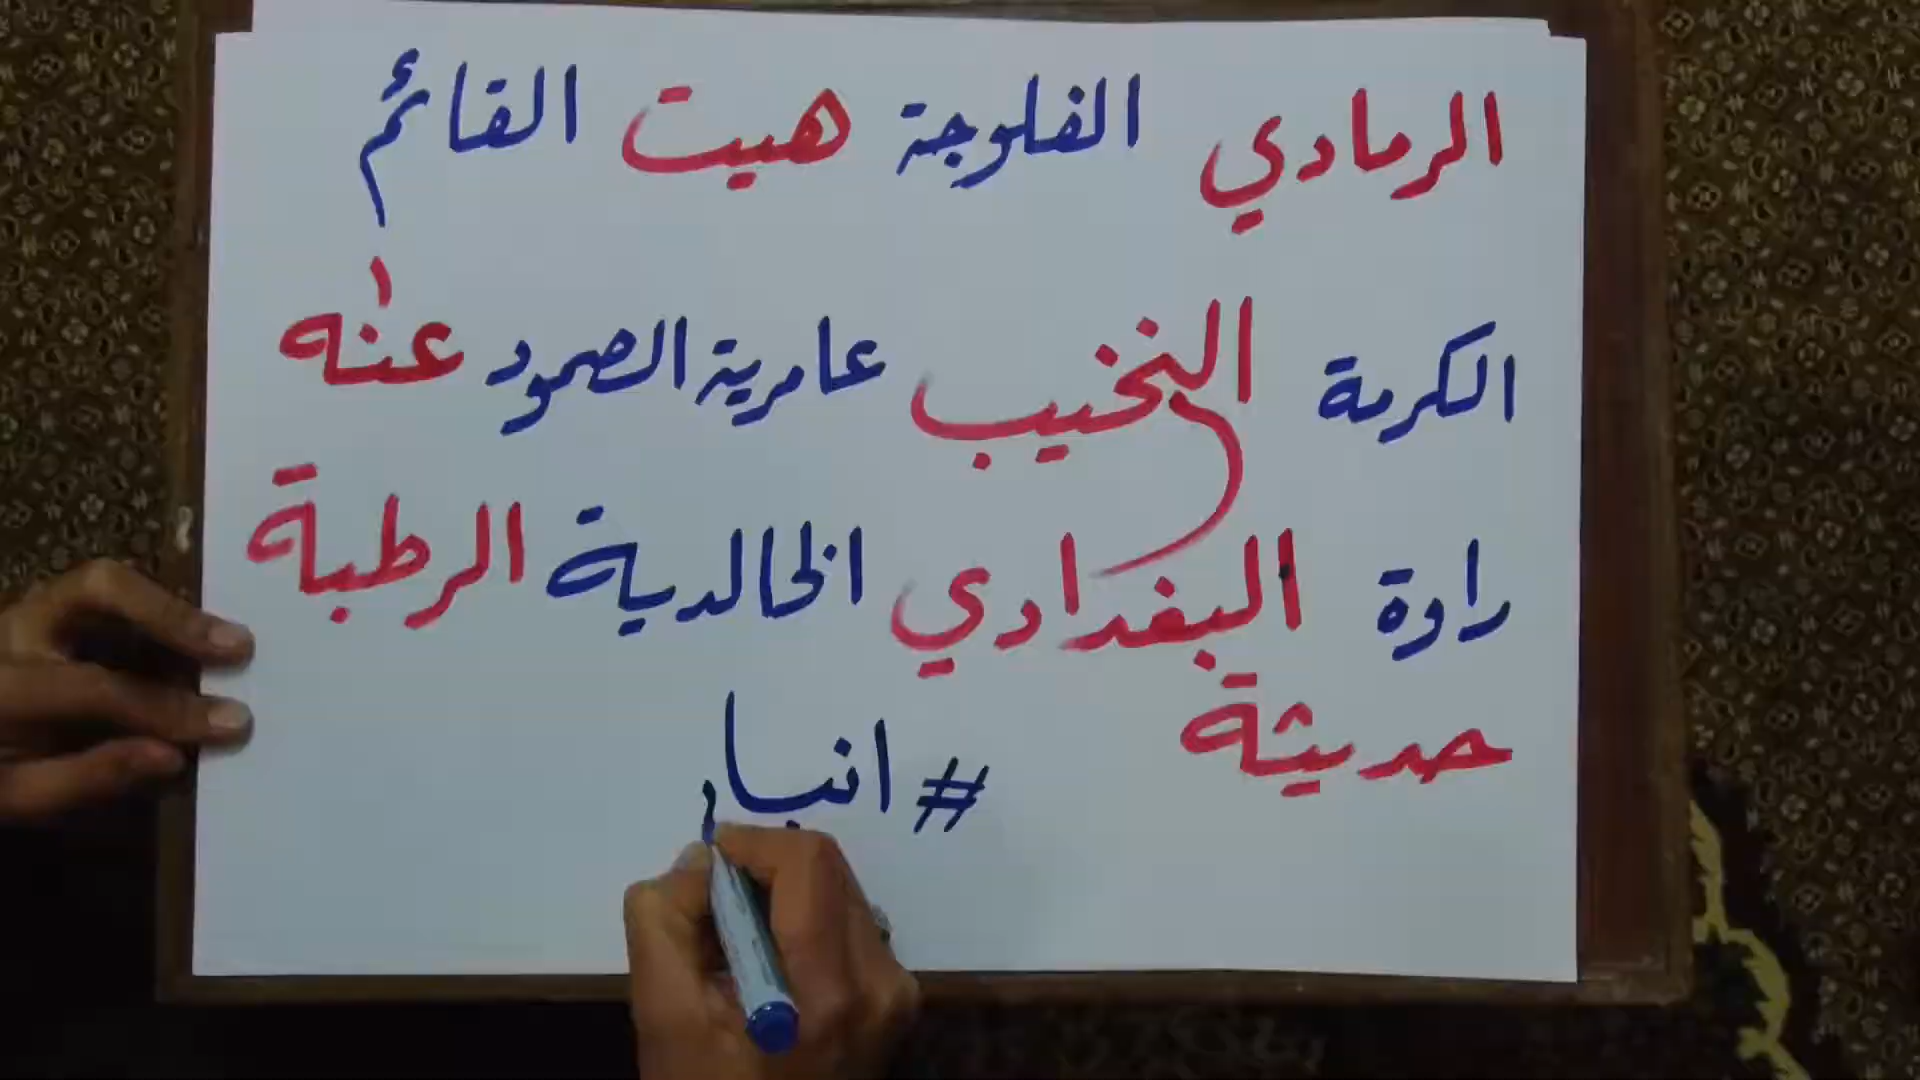 الرمادي الفلوجة هيت القائم
الكرمة النخيب عامرية الصمود عنه
راوة البغدادي الخالدية الرطبة
حديثة
#انبار